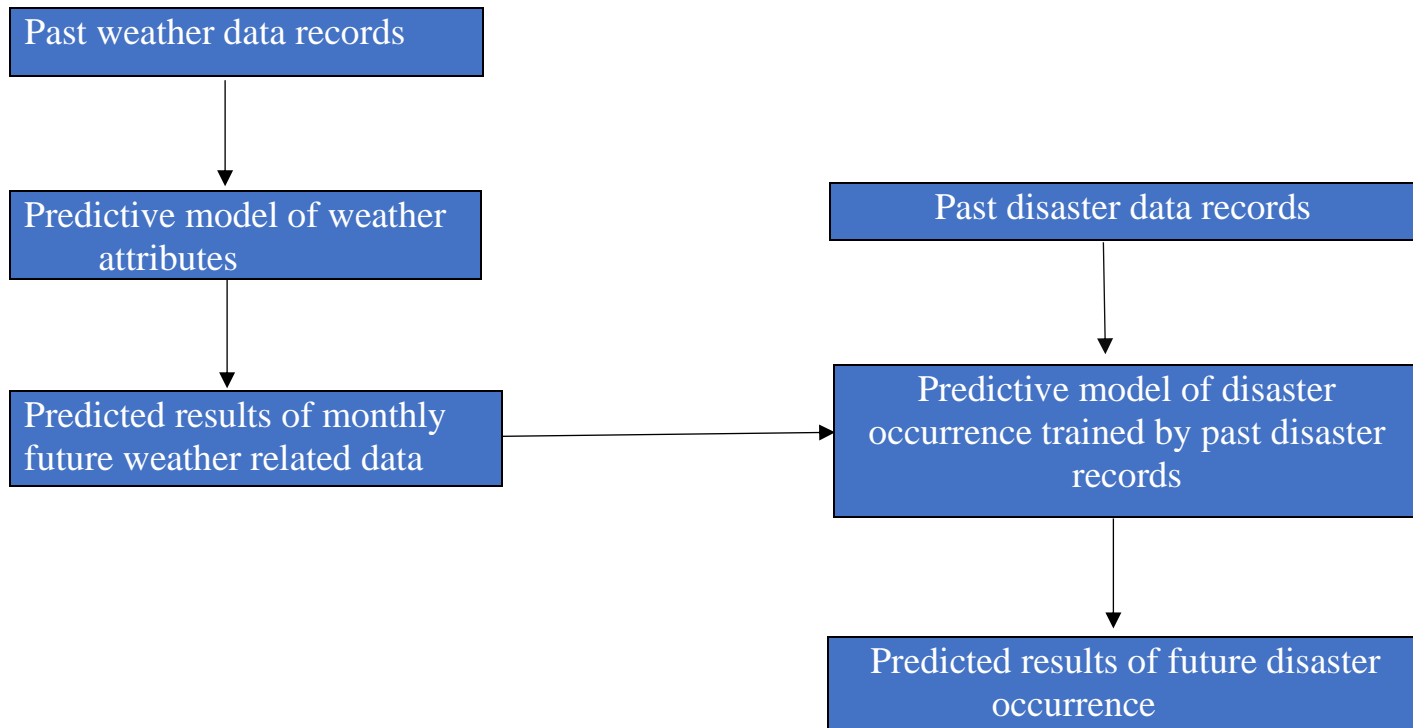 Past weather data records
Predictive model of weather
attributes
Predicted results of monthly
future weather related data
Past disaster data records
Predictive model of disaster
occurrence trained by past disaster
records
Predicted results of future disaster
occurrence